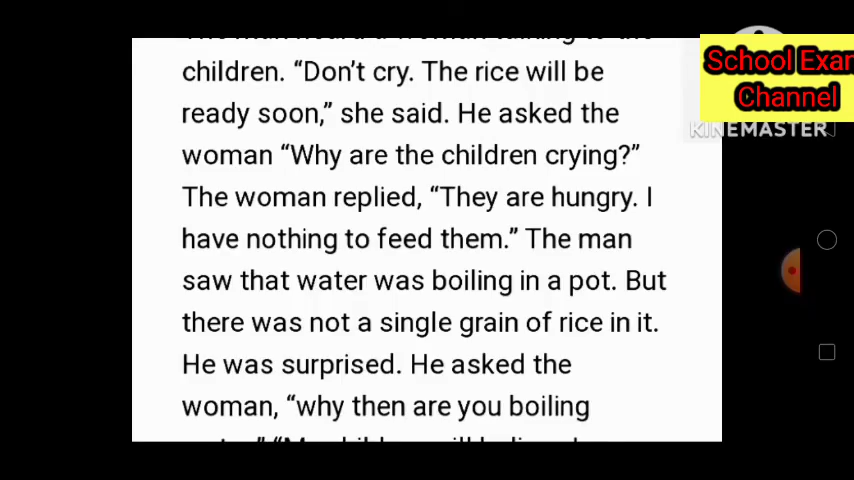 children. “Don’t cry. The rice will be
ready soon,” she said. He asked the
woman “Why are the children crying?”
The woman replied, “They are hungry. I
have nothing to feed them.” The man
saw that water was boiling in a pot. But
there was not a single grain of rice in it.
He was surprised. He asked the
woman, “why then are you boiling
School Exam
Channel
KINEMASTER